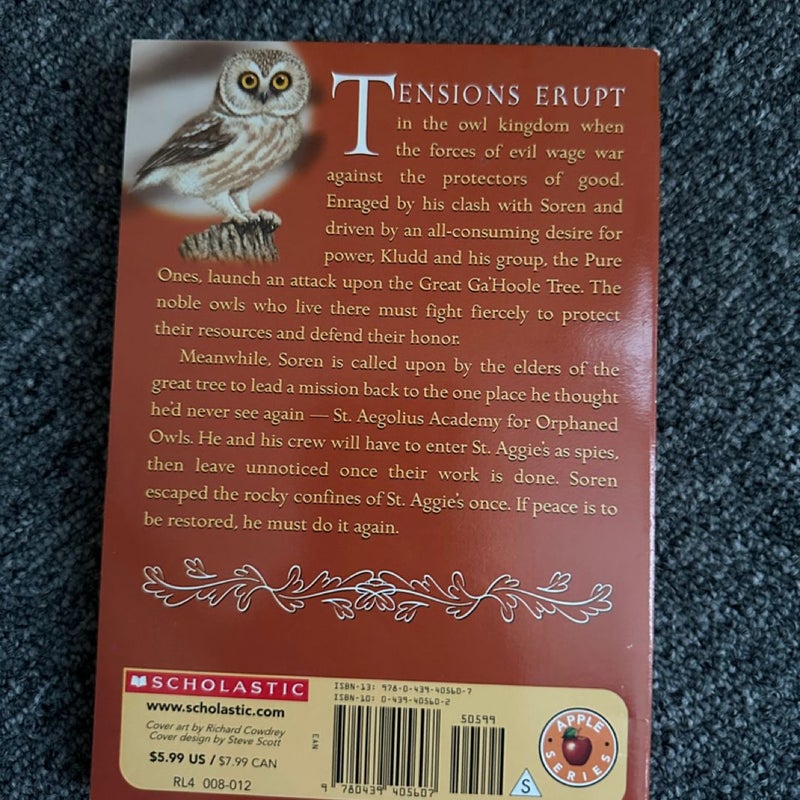 TENSIONS ERUPT
in the owl kingdom when
the forces of evil wage war
against the protectors of good.
Enraged by his clash with Soren and
driven by an all-consuming desire for
power, Kludd and his group, the Pure
Ones, launch an attack upon the Great Ga'Hoole Tree. The
noble owls who live there must fight fiercely to protect
their resources and defend their honor.
Meanwhile, Soren is called upon by the elders of the
great tree to lead a mission back to the one place he thought
he'd never see again — St. Aegolius Academy for Orphaned
Owls. He and his crew will have to enter St. Aggie's as spies,
then leave unnoticed once their work is done. Soren
escaped the rocky confines of St. Aggie's once. If peace is to
be restored, he must do it again.
SCHOLASTIC
www.scholastic.com
Cover art by Richard Cowdrey
Cover design by Steve Scott
$5.99 US / $7.99 CAN
RL4 008-012
ISBN-13: 978-0-439-40560-7
ISBN-10: 0-439-40560-2
50599
EAN
9 780439 405607
S
APPLE
SERIES